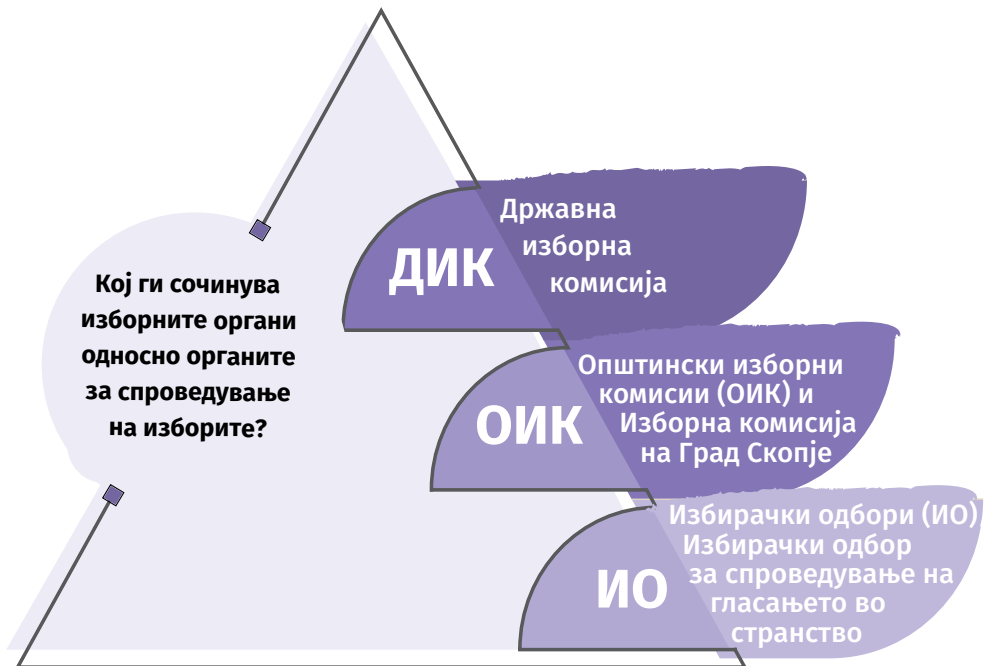 Кој ги сочинува
изборните органи
односно органите
за спроведување
на изборите?
ДИК
Државна
изборна
комисија
ОИК
Општински изборни
комисии (ОИК) и
Изборна комисија
на Град Скопје
ИО
Избирачки одбори (ИО)
Избирачки одбор
за спроведување на
гласањето во
странство